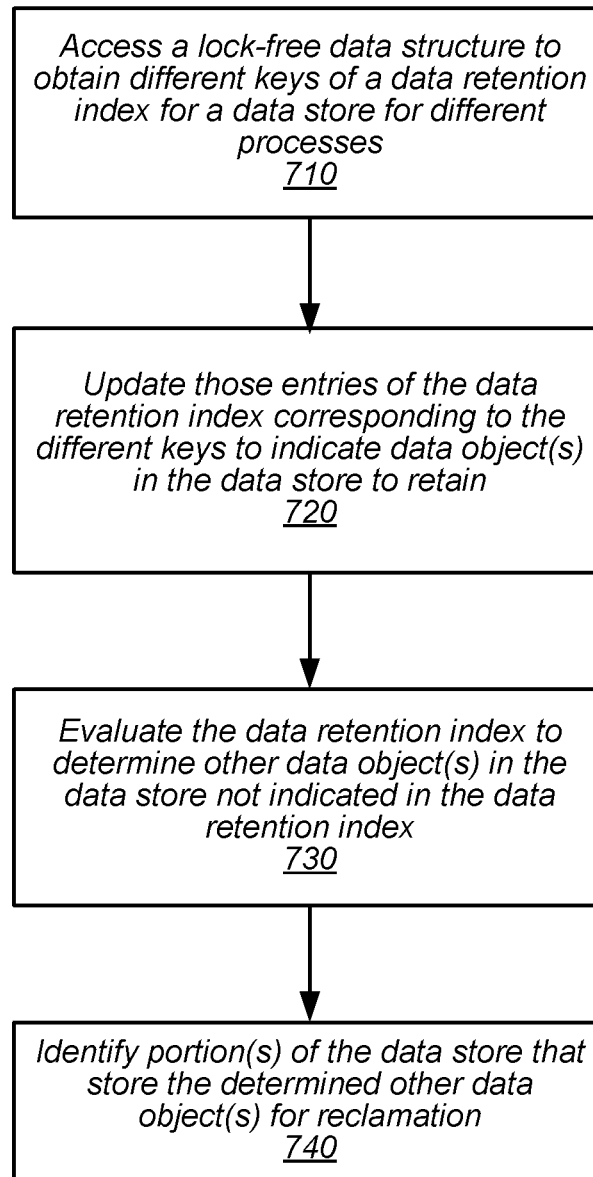 Access a lock-free data structure to
obtain different keys of a data retention
index for a data store for different
processes
710
Update those entries of the data
retention index corresponding to the
different keys to indicate data object(s)
in the data store to retain
720
Evaluate the data retention index to
determine other data object(s) in the
data store not indicated in the data
retention index
730
Identify portion(s) of the data store that
store the determined other data
object(s) for reclamation
740